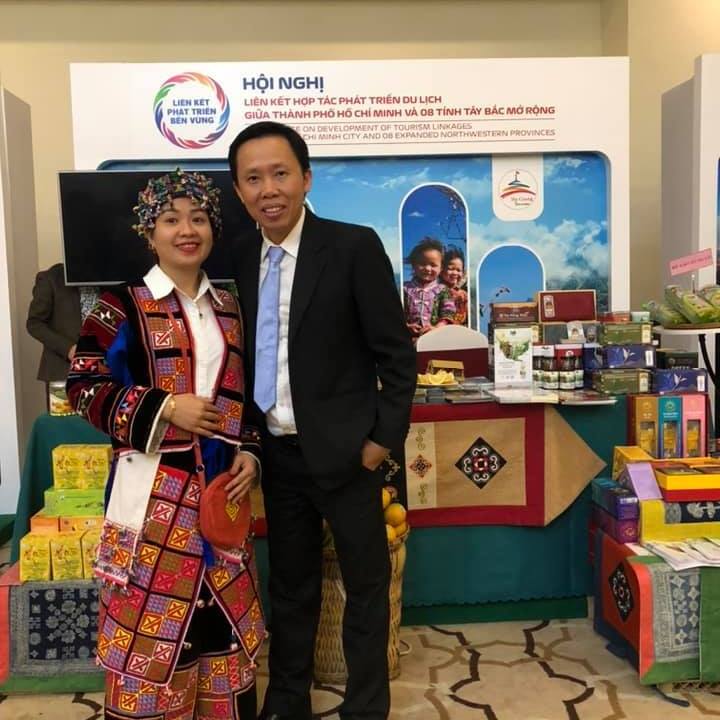 LIÊN KẾT
PHÁT TRIỂN
BỀN VỮNG
HỘI NGHỊ
LIÊN KẾT HỢP TÁC PHÁT TRIỂN DU LỊCH
GIỮA THÀNH PHỐ HỒ CHÍ MINH VÀ 08 TỈNH TÂY BẮC MỞ RỘNG
ON DEVELOPMENT OF TOURISM LINKAGES
CHI MINH CITY AND 08 EXPANDED NORTHWESTERN PROVINCES
Hà Giang